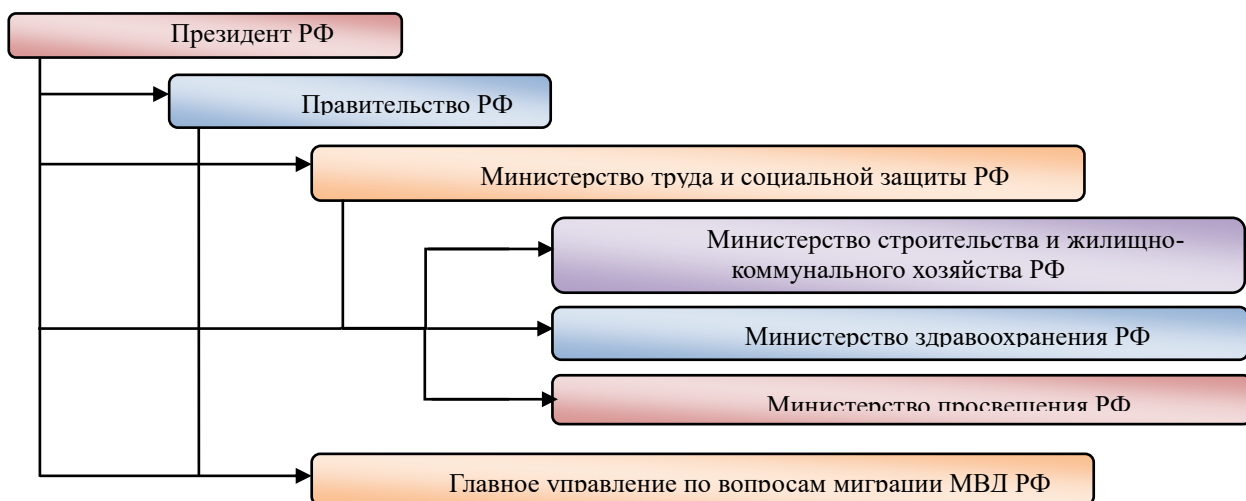 Президент РФ
Правительство РФ
Министерство труда и социальной защиты РФ
Министерство строительства и жилищно-
коммунального хозяйства РФ
Министерство здравоохранения РФ
Министерство просвещения РФ
Главное управление по вопросам миграции МВД РФ